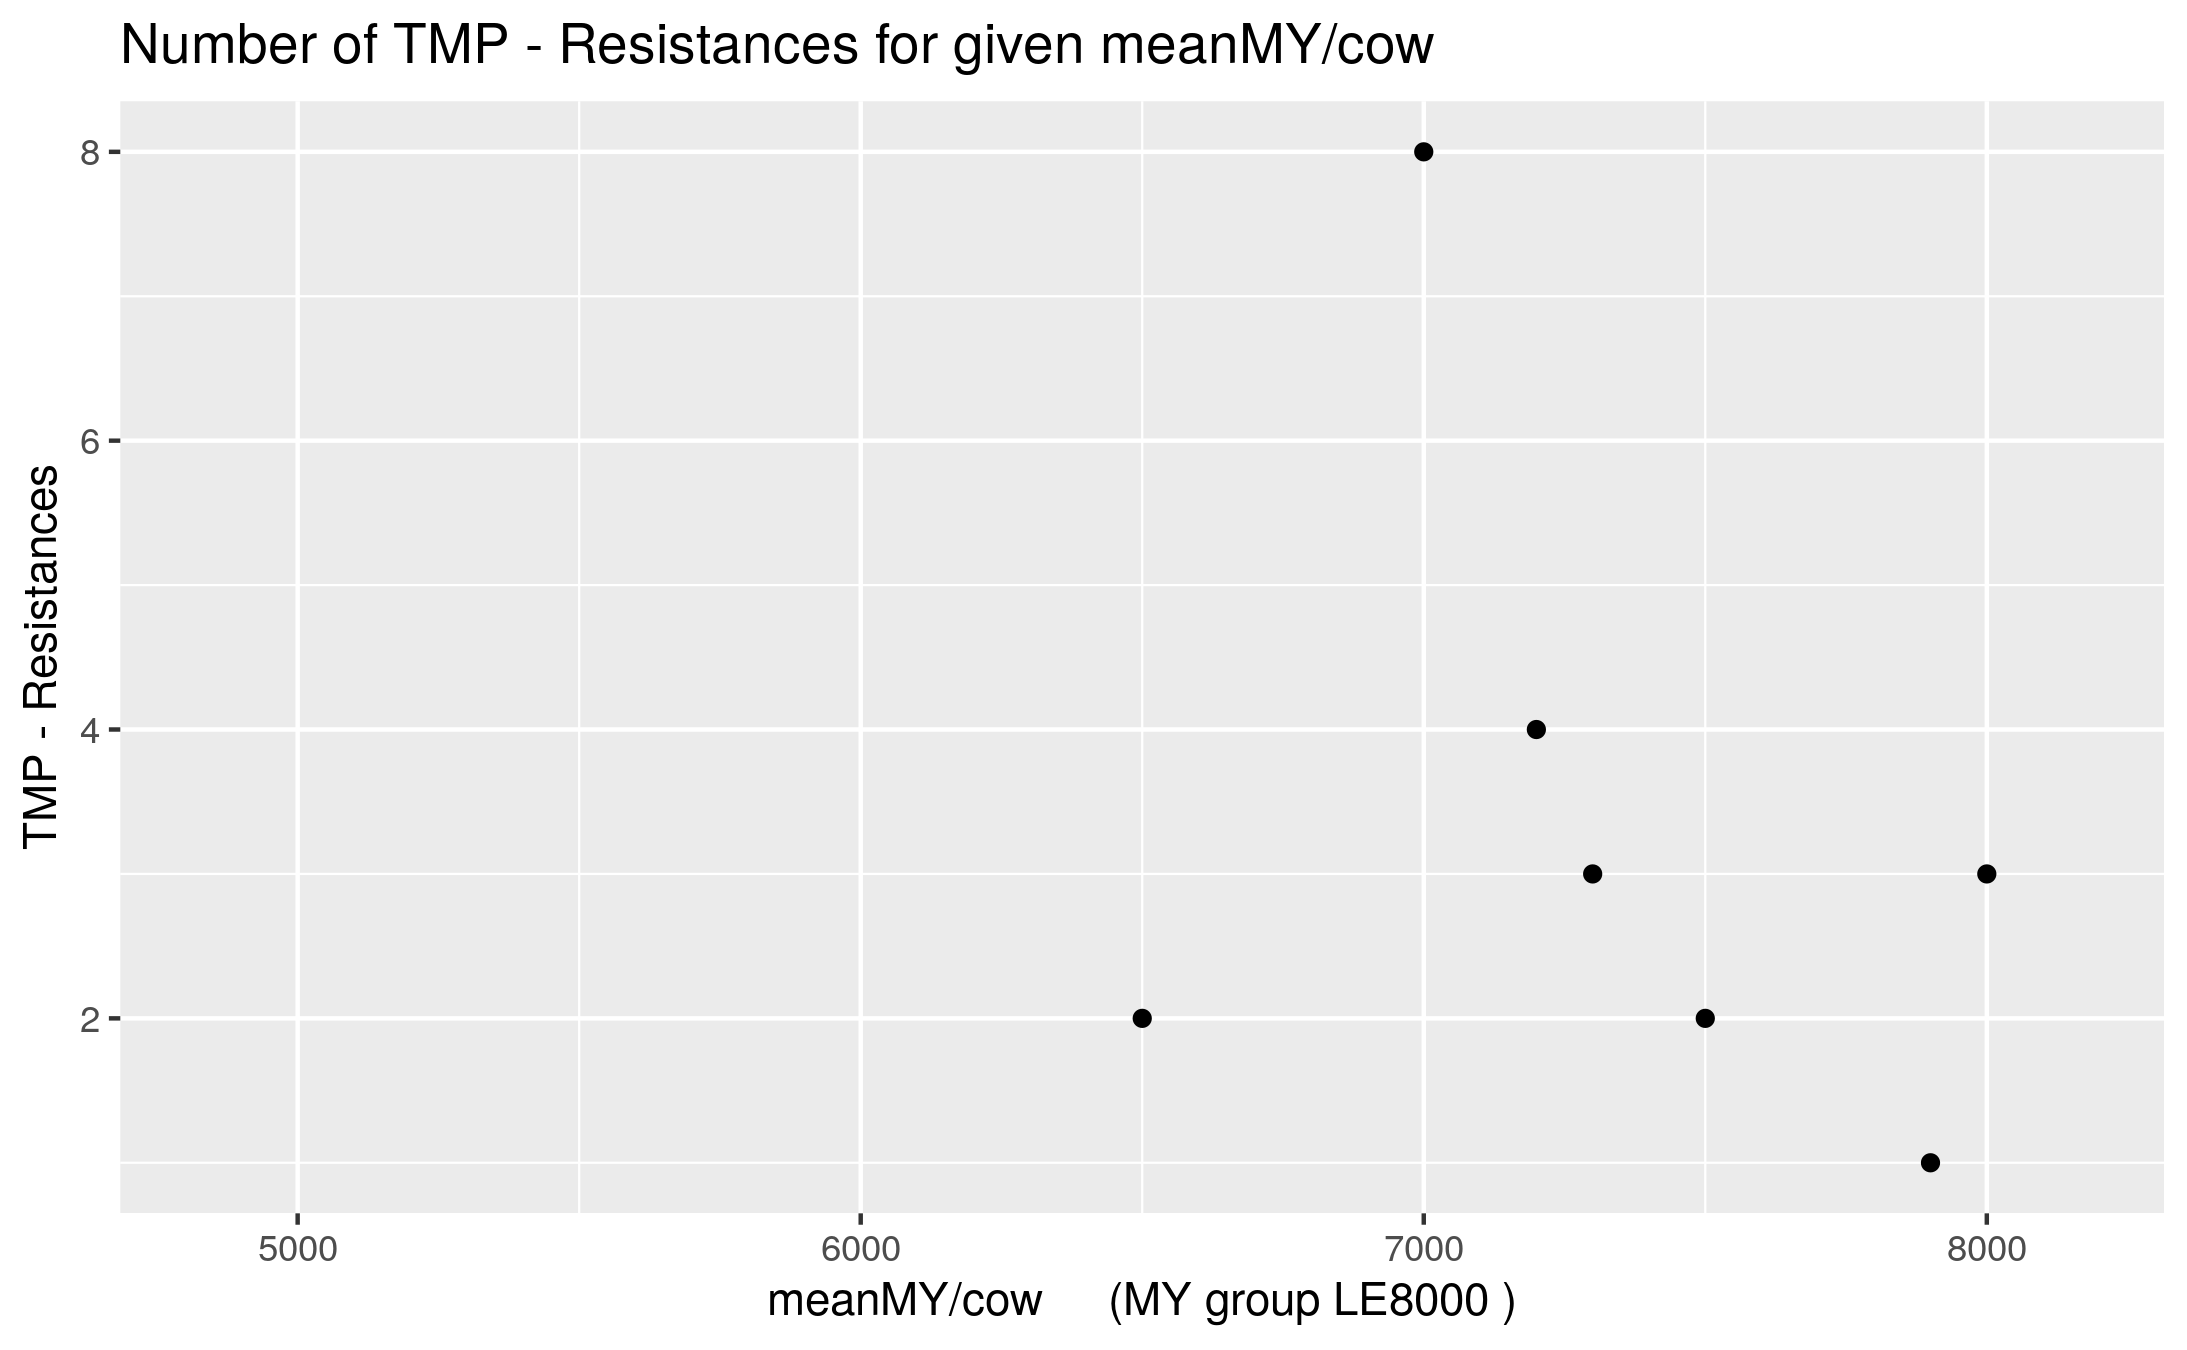 Number of TMP - Resistances for given meanMY/cow
TMP - Resistances
8
6
4
2
5000 6000 7000 8000
meanMY/cow (MY group LE8000 )